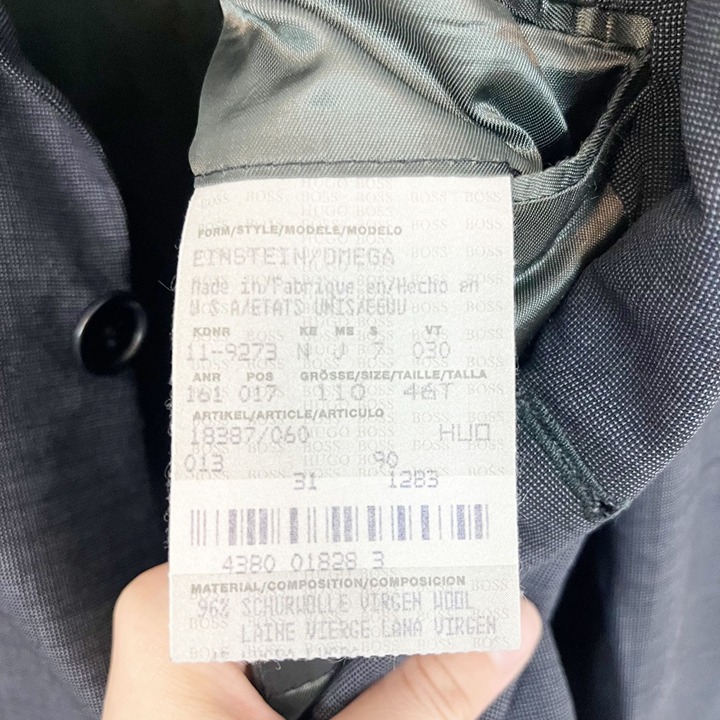 FORM/STYLE/MODELE/MODELO
EINSTEIN/OMEGA
Made in/Fabrique en/Hecho en
U S A/ETATS UNIS/EEUU
KDNR KE ME S VT
11-9273 N J 7 030
ANR POS GRÖSSE/SIZE/TAILLE/TALLA
161 017 110 46T
ARTIKEL/ARTICLE/ARTICULO
18387/060 HUO
013 90
31 1283
4380 01828 3
MATERIAL/COMPOSITION/COMPOSICION
96% SCHURWOLLE VIRGEN WOOL
LAINE VIERGE LANA VIRGEN